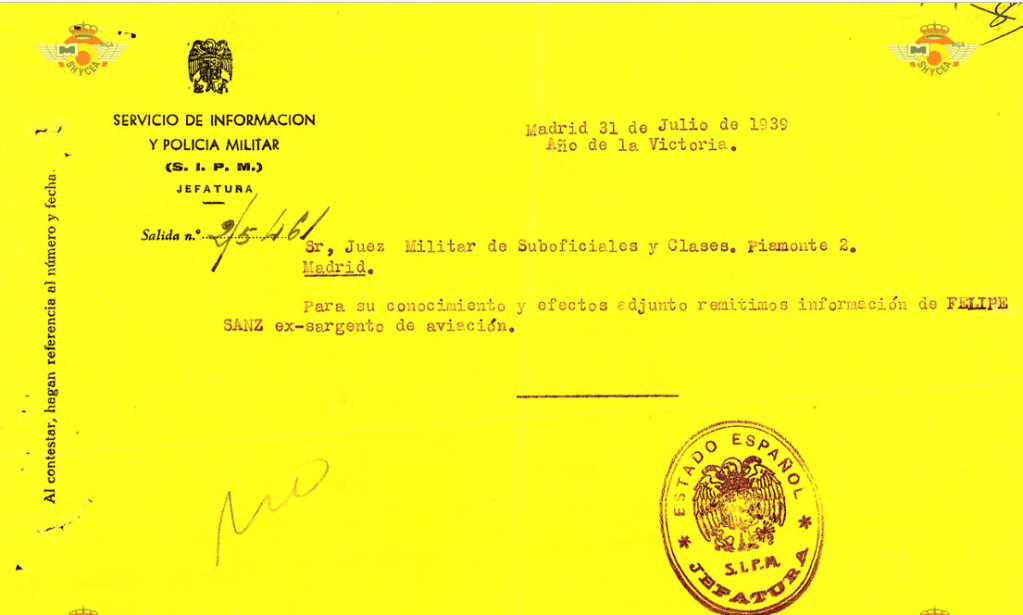 SHYCEA
SHYCEA
SERVICIO DE INFORMACION
Y POLICIA MILITAR
(S. I. P. M.)
JEFATURA
Madrid 31 de Julio de 1939
Año de la Victoria.
Salida n.º 2/5461
Sr, Juez Militar de Suboficiales y Clases. Piamonte 2.
Madrid.
Para su conocimiento y efectos adjunto remitimos información de FELIPE
SANZ ex-sargento de aviación.
Al contestar, hagan referencia al número y fecha.
ESTADO ESPAÑOL
S.I.P.M.
* JEFATURA *